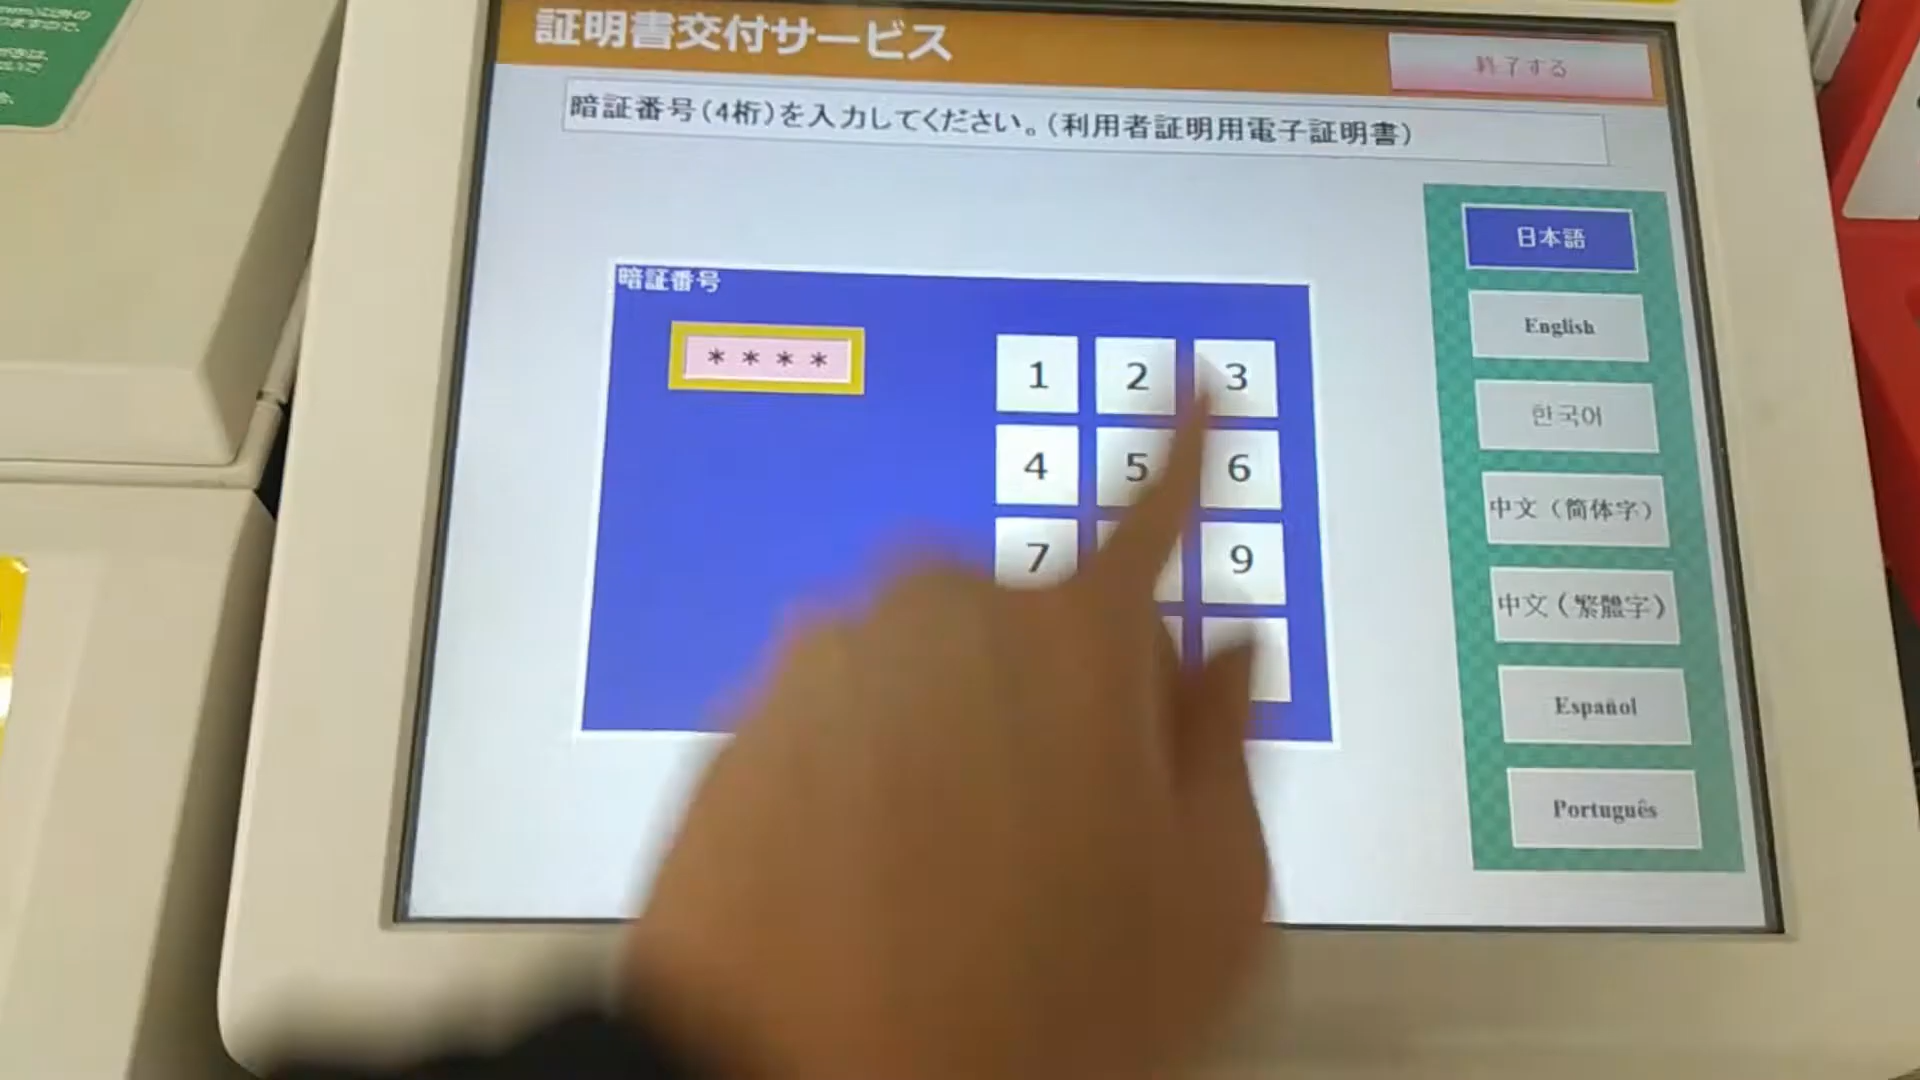 証明書交付サービス
終了する
暗証番号(4桁)を入力してください。(利用者証明用電子証明書)
暗証番号
* * * *
1 2 3
4 5 6
7 9
日本語
English
한국어
中文(简体字)
中文(繁體字)
Español
Português